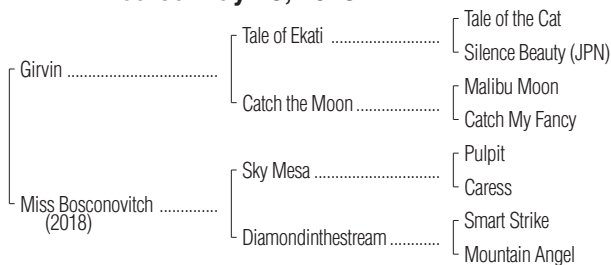 Tale of the Cat
Tale of Ekati ................................
Silence Beauty (JPN)
Girvin ............................................
Malibu Moon
Catch the Moon ........................
Catch My Fancy
Pulpit
Sky Mesa .....................................
Caress
Miss Bosconovitch .................
(2018)
Smart Strike
Diamondinthestream ..............
Mountain Angel